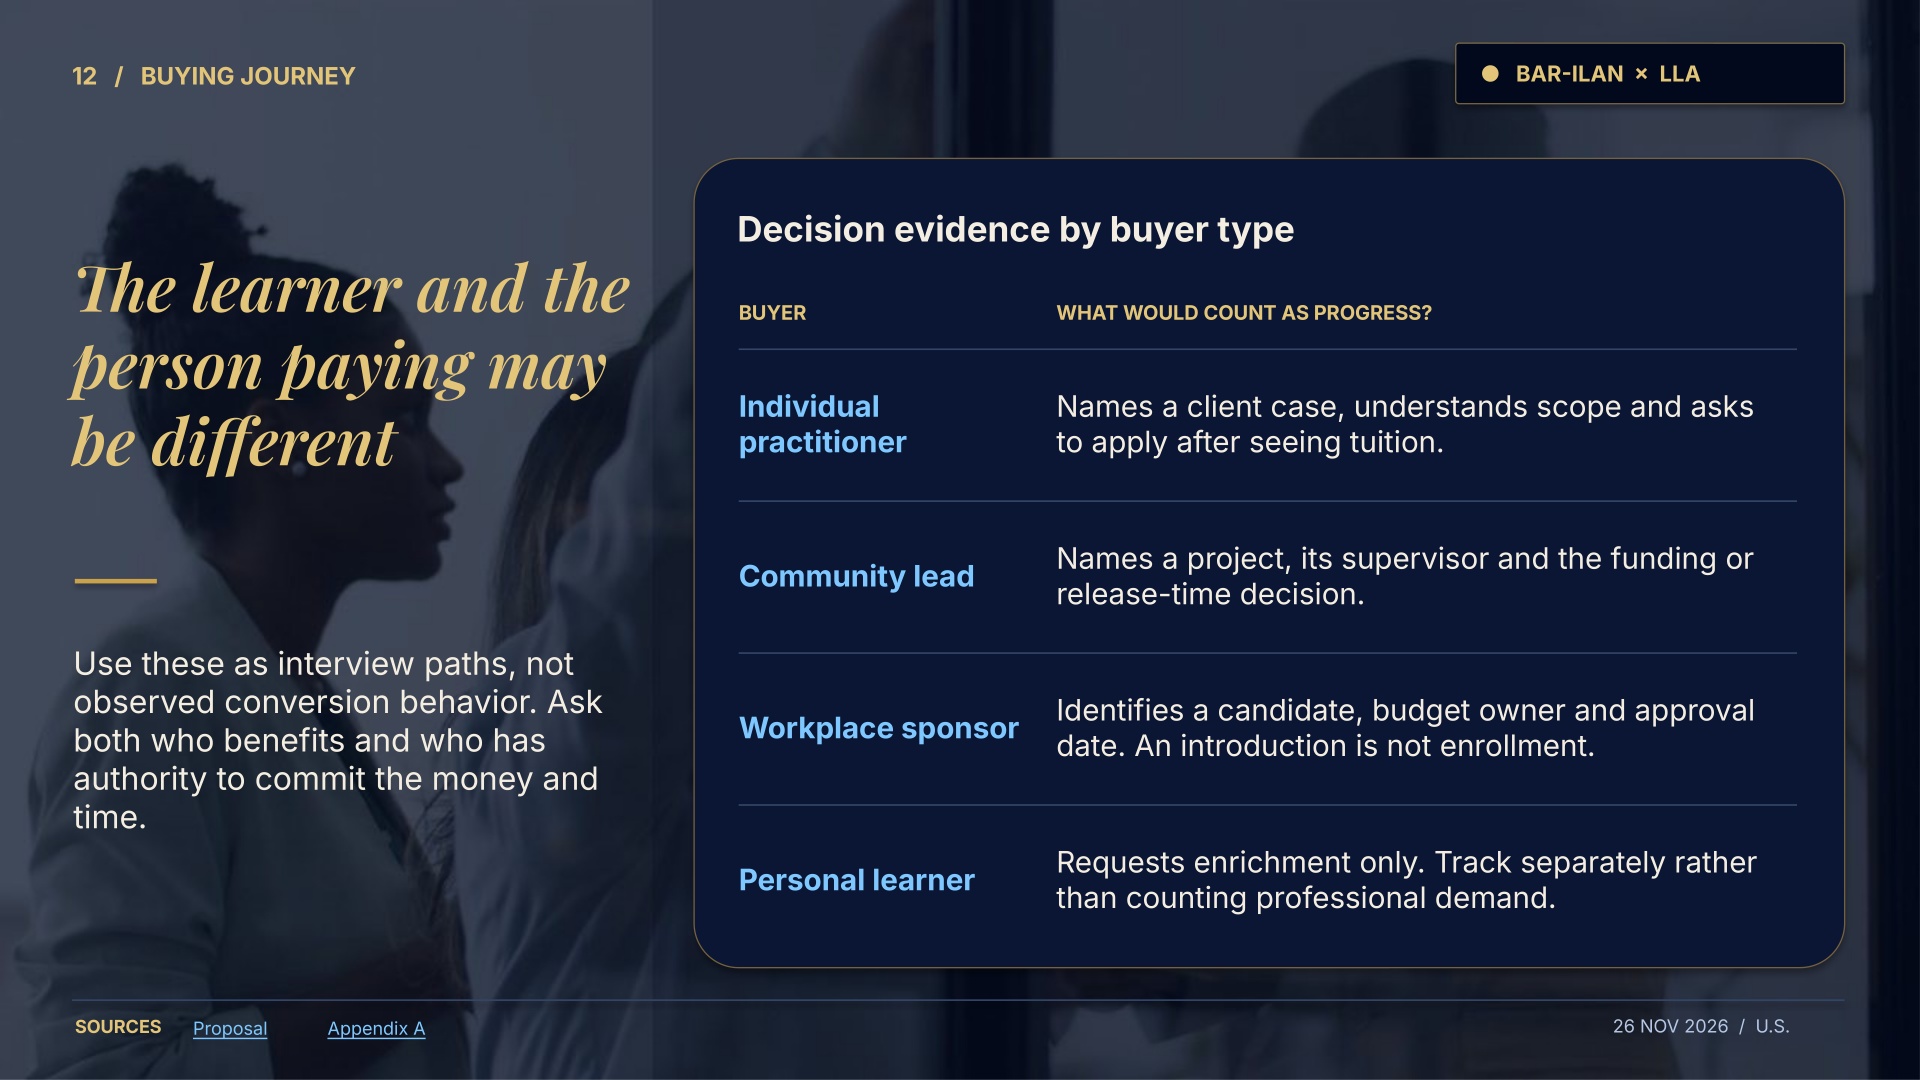 12 / BUYING JOURNEY
BAR-ILAN × LLA
The learner and the
person paying may
be different
Use these as interview paths, not
observed conversion behavior. Ask
both who benefits and who has
authority to commit the money and
time.
Decision evidence by buyer type
BUYER
WHAT WOULD COUNT AS PROGRESS?
Individual
practitioner
Names a client case, understands scope and asks
to apply after seeing tuition.
Community lead
Names a project, its supervisor and the funding or
release-time decision.
Workplace sponsor
Identifies a candidate, budget owner and approval
date. An introduction is not enrollment.
Personal learner
Requests enrichment only. Track separately rather
than counting professional demand.
SOURCES Proposal Appendix A
26 NOV 2026 / U.S.